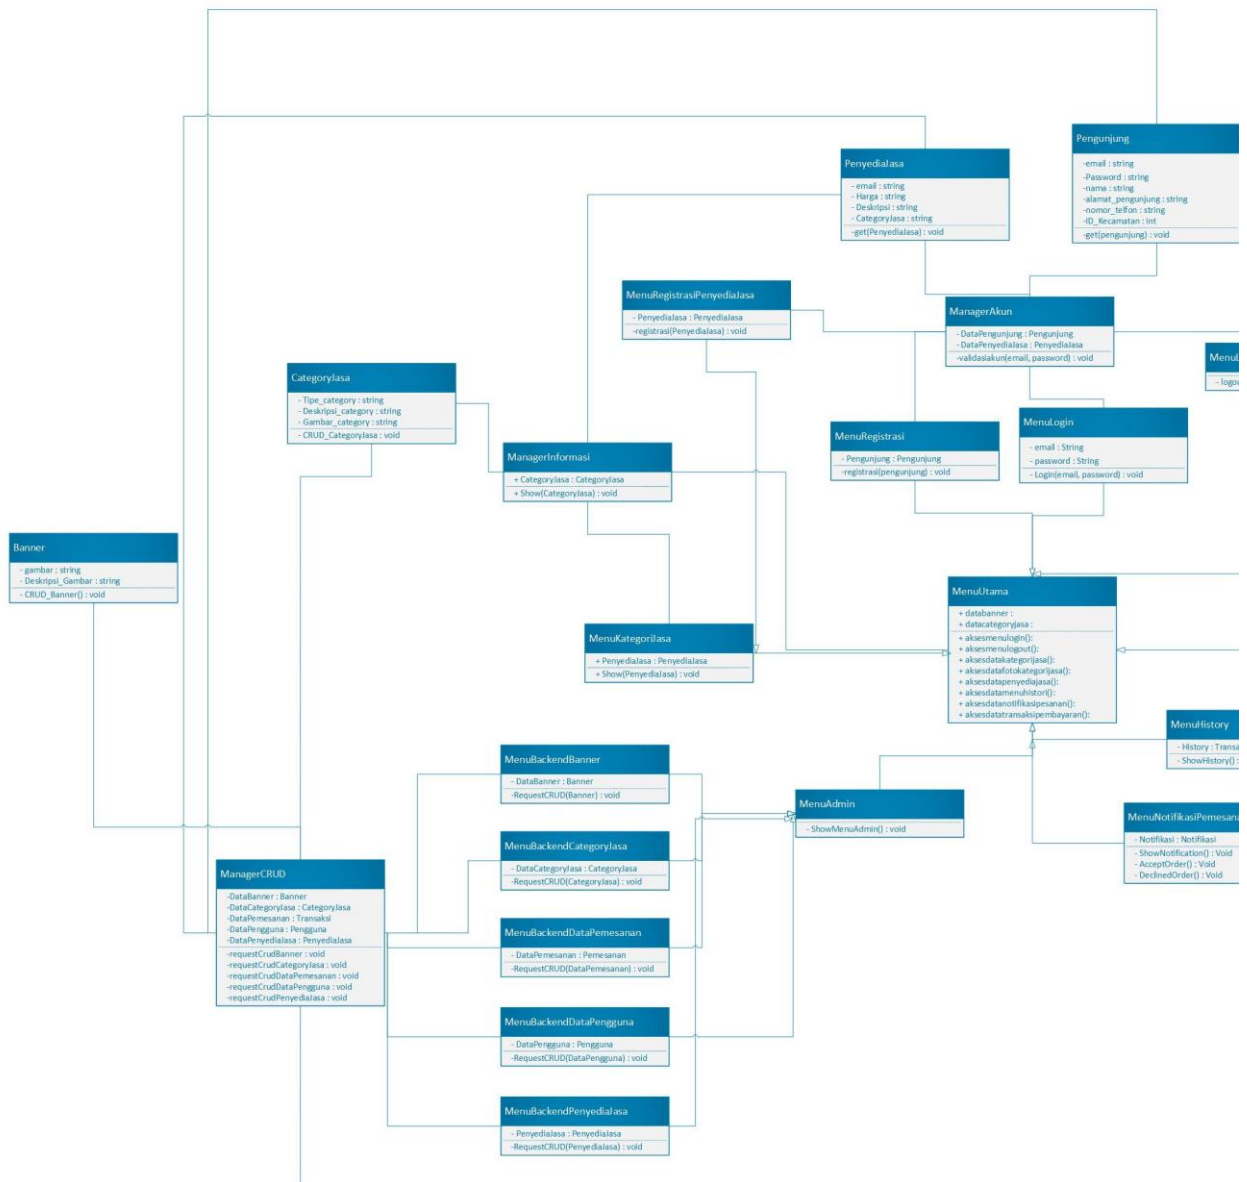 Pengunjung
-email : string
-Password : string
-nama : string
-alamat_pengunjung : string
-nomor_telfon : string
-ID_Kecamatan : int
-get(pengunjung) : void
PenyediaJasa
- email : string
- Harga : string
- Deskripsi : string
- CategoryJasa : string
-get(PenyediaJasa) : void
MenuRegistrasiPenyediaJasa
- PenyediaJasa : PenyediaJasa
-registrasi(PenyediaJasa) : void
ManagerAkun
- DataPengunjung : Pengunjung
- DataPenyediaJasa : PenyediaJasa
-validasiakun(email, password) : void
MenuL
- logou
CategoryJasa
- Tipe_category : string
- Deskripsi_category : string
- Gambar_category : string
- CRUD_CategoryJasa : void
MenuRegistrasi
- Pengunjung : Pengunjung
-registrasi(pengunjung) : void
MenuLogin
- email : String
- password : String
- Login(email, password) : void
ManagerInformasi
+ CategoryJasa : CategoryJasa
+ Show(CategoryJasa) : void
Banner
- gambar : string
- Deskripsi_Gambar : string
- CRUD_Banner() : void
MenuUtama
+ databanner :
+ datacategoryjasa :
+ aksesmenulogin():
+ aksesmenulogout():
+ aksesdatakategorijasa():
+ aksesdatafotokategorijasa():
+ aksesdatapenyediajasa():
+ aksesdatamenuhistori():
+ aksesdatanotifikasipesanan():
+ aksesdatatransaksipembayaran():
MenuKategoriJasa
+ PenyediaJasa : PenyediaJasa
+ Show(PenyediaJasa) : void
MenuHistory
- History : Transa
- ShowHistory() :
MenuBackendBanner
- DataBanner : Banner
-RequestCRUD(Banner) : void
MenuAdmin
- ShowMenuAdmin() : void
MenuNotifikasiPemesana
- Notifikasi : Notifikasi
- ShowNotification() : Void
- AcceptOrder() : Void
- DeclinedOrder() : Void
MenuBackendCategoryJasa
- DataCategoryJasa : CategoryJasa
-RequestCRUD(CategoryJasa) : void
ManagerCRUD
-DataBanner : Banner
-DataCategoryJasa : CategoryJasa
-DataPemesanan : Transaksi
-DataPengguna : Pengguna
-DataPenyediaJasa : PenyediaJasa
-requestCrudBanner : void
-requestCrudCategoryJasa : void
-requestCrudDataPemesanan : void
-requestCrudDataPengguna : void
-requestCrudPenyediaJasa : void
MenuBackendDataPemesanan
- DataPemesanan : Pemesanan
-RequestCRUD(DataPemesanan) : void
MenuBackendDataPengguna
- DataPengguna : Pengguna
-RequestCRUD(DataPengguna) : void
MenuBackendPenyediaJasa
- PenyediaJasa : PenyediaJasa
-RequestCRUD(PenyediaJasa) : void